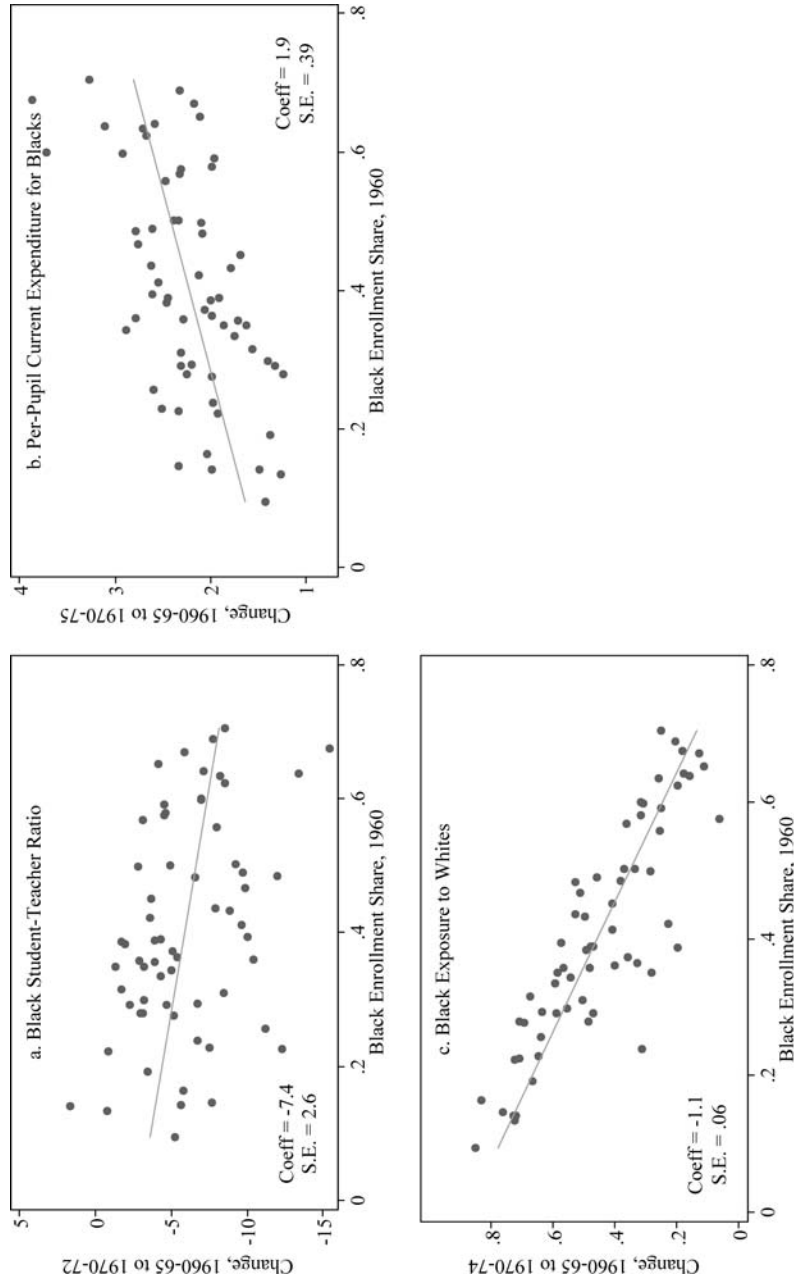 a. Black Student-Teacher Ratio
Change, 1960-65 to 1970-72
5
0
-5
-10
-15
Coeff = -7.4
S.E. = 2.6
0
.2
.4
.6
.8
Black Enrollment Share, 1960
b. Per-Pupil Current Expenditure for Blacks
Change, 1960-65 to 1970-75
4
3
2
1
Coeff = 1.9
S.E. = .39
0
.2
.4
.6
.8
Black Enrollment Share, 1960
c. Black Exposure to Whites
Change, 1960-65 to 1970-74
.8
.6
.4
.2
0
Coeff = -1.1
S.E. = .06
0
.2
.4
.6
.8
Black Enrollment Share, 1960